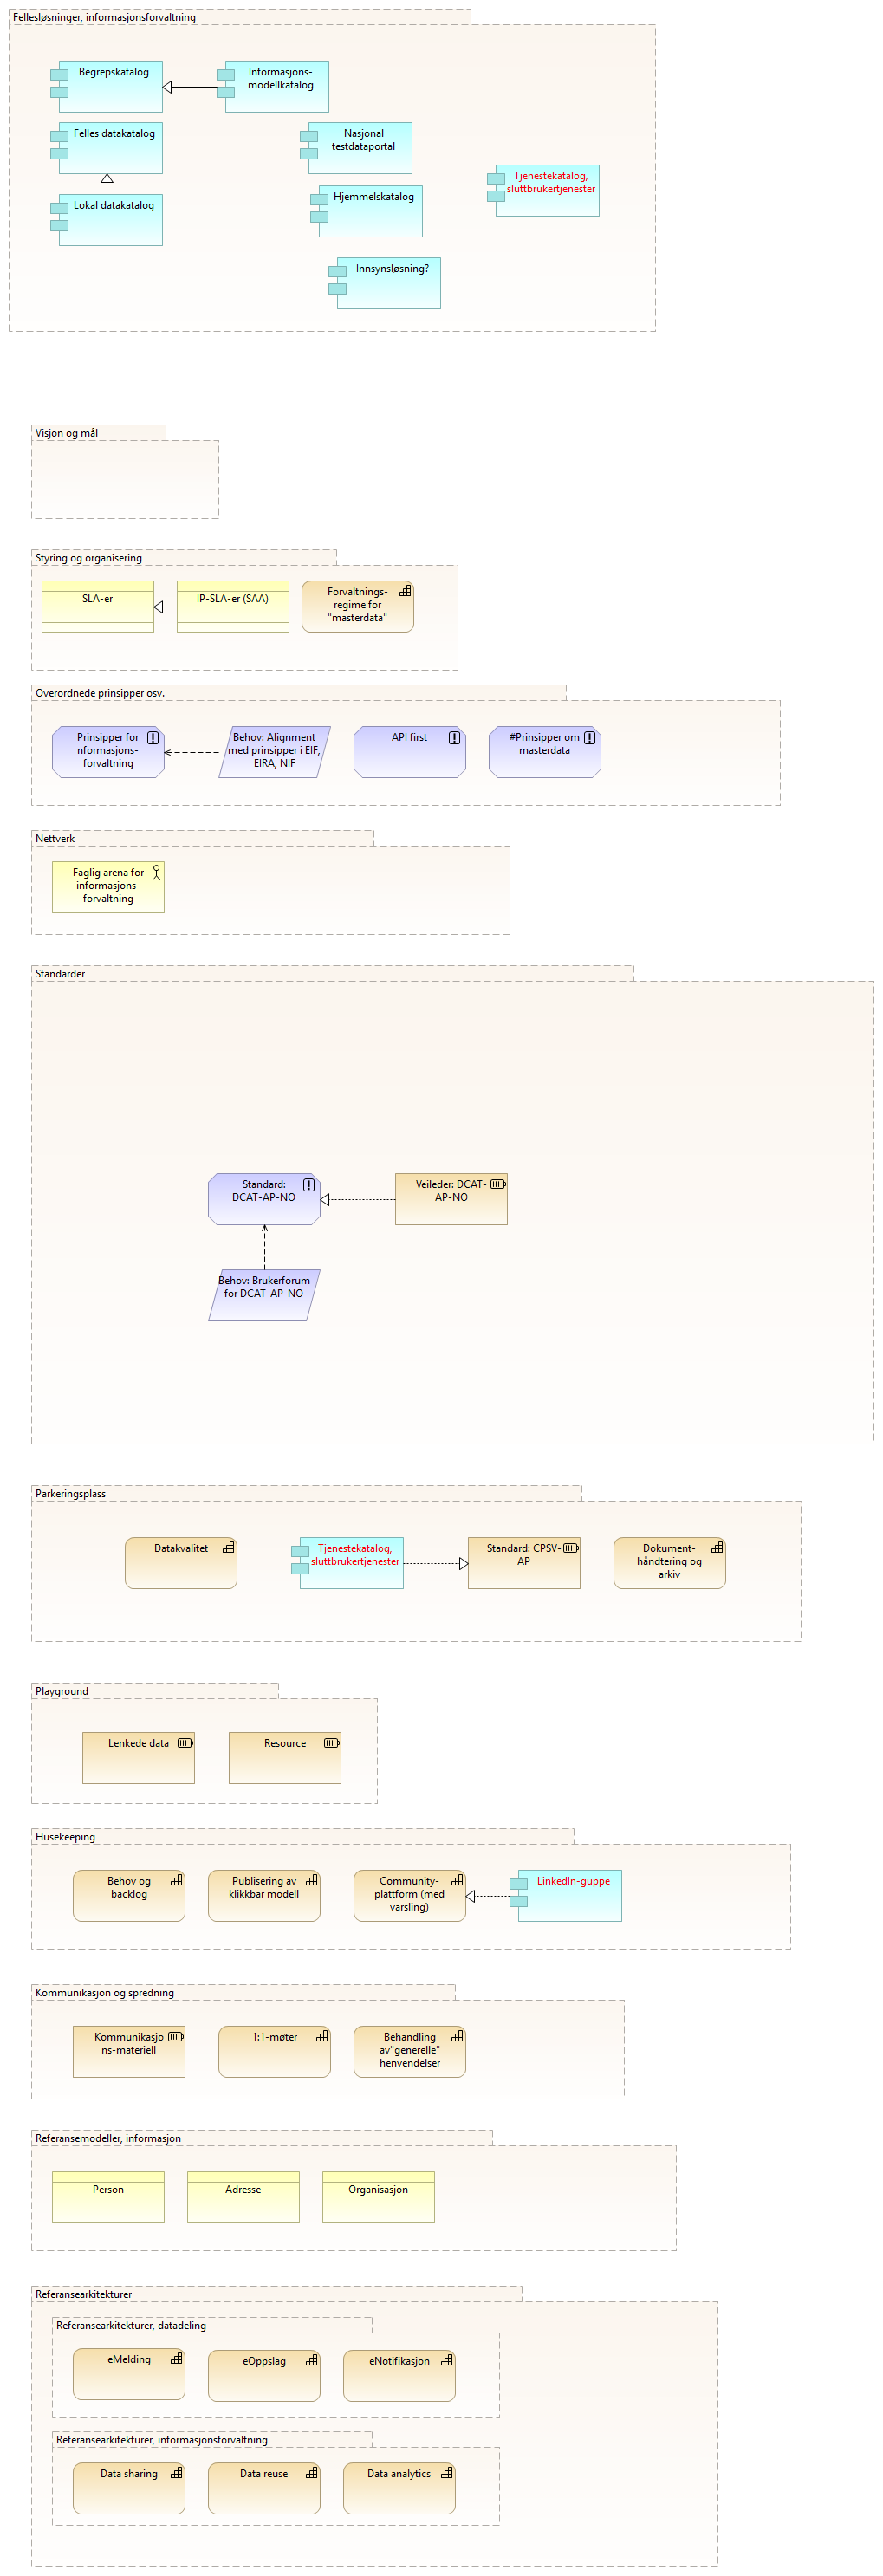 Fellesløsninger, informasjonsforvaltning
Begrepskatalog
Informasjons-
modellkatalog
Felles datakatalog
Nasjonal
testdataportal
Tjenestekatalog,
sluttbrukertjenester
Lokal datakatalog
Hjemmelskatalog
Innsynsløsning?
Visjon og mål
Styring og organisering
SLA-er
IP-SLA-er (SAA)
Forvaltnings-
regime for
"masterdata"
Overordnede prinsipper osv.
Prinsipper for
nformasjons-
forvaltning
Behov: Alignment
med prinsipper i EIF,
EIRA, NIF
API first
#Prinsipper om
masterdata
Nettverk
Faglig arena for
informasjons-
forvaltning
Standarder
Standard:
DCAT-AP-NO
Veileder: DCAT-
AP-NO
Behov: Brukerforum
for DCAT-AP-NO
Parkeringsplass
Datakvalitet
Tjenestekatalog,
sluttbrukertjenester
Standard: CPSV-
AP
Dokument-
håndtering og
arkiv
Playground
Lenkede data
Resource
Husekeeping
Behov og
backlog
Publisering av
klikkbar modell
Community-
plattform (med
varsling)
LinkedIn-guppe
Kommunikasjon og spredning
Kommunikasjo
ns-materiell
1:1-møter
Behandling
av"generelle"
henvendelser
Referansemodeller, informasjon
Person
Adresse
Organisasjon
Referansearkitekturer
Referansearkitekturer, datadeling
eMelding
eOppslag
eNotifikasjon
Referansearkitekturer, informasjonsforvaltning
Data sharing
Data reuse
Data analytics